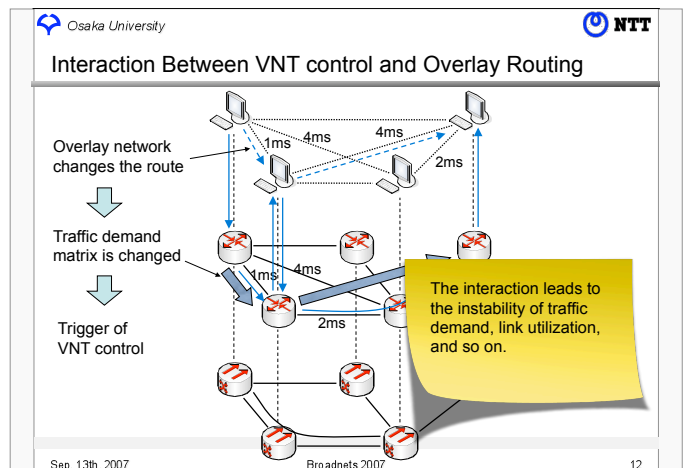 Osaka University
NTT
Interaction Between VNT control and Overlay Routing
Overlay network
changes the route
1ms
4ms
4ms
2ms
Traffic demand
matrix is changed
1ms
4ms
2ms
Trigger of
VNT control
The interaction leads to
the instability of traffic
demand, link utilization,
and so on.
Sep. 13th, 2007
Broadnets 2007
12